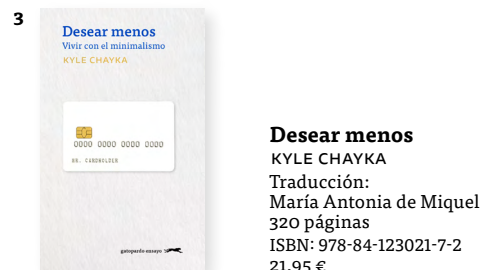 3
Desear menos
Vivir con el minimalismo
KYLE CHAYKA
0000 0000 0000 0000
MR. CARDHOLDER
gatopardo ensayo
Desear menos
KYLE CHAYKA
Traducción:
María Antonia de Miquel
320 páginas
ISBN: 978-84-123021-7-2
21,95 €